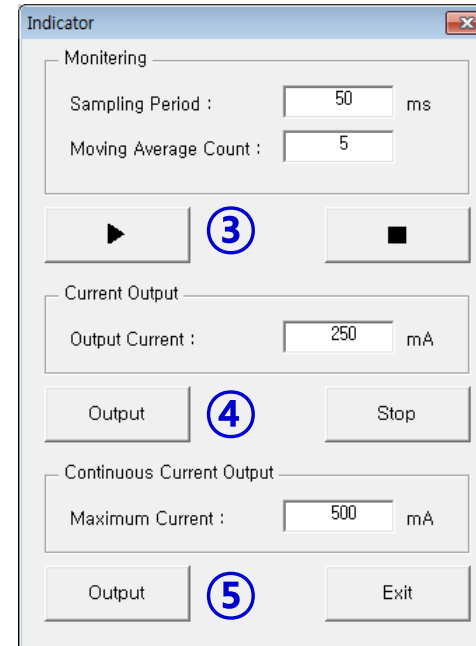 Indicator
Monitering
Sampling Period : 50 ms
Moving Average Count : 5
③
Current Output
Output Current : 250 mA
Output ④ Stop
Continuous Current Output
Maximum Current : 500 mA
Output ⑤ Exit